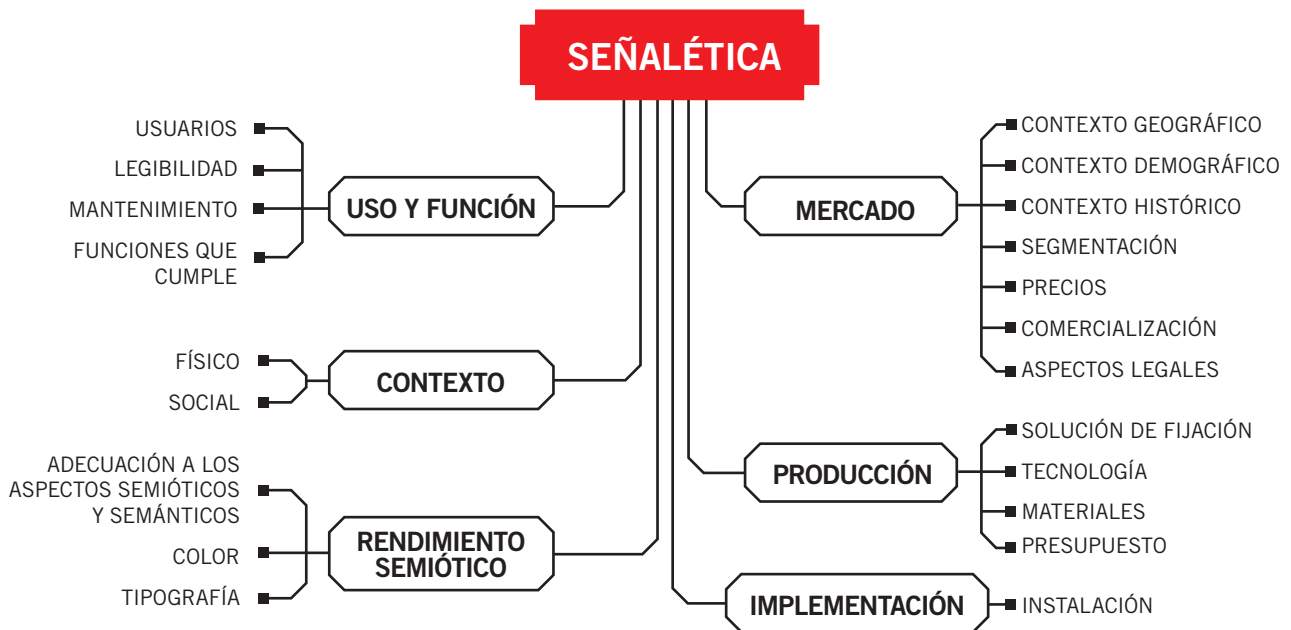 SEÑALÉTICA
USUARIOS
LEGIBILIDAD
MANTENIMIENTO
FUNCIONES QUE
CUMPLE
USO Y FUNCIÓN
FÍSICO
SOCIAL
CONTEXTO
ADECUACIÓN A LOS
ASPECTOS SEMIÓTICOS
Y SEMÁNTICOS
COLOR
TIPOGRAFÍA
RENDIMIENTO
SEMIÓTICO
MERCADO
CONTEXTO GEOGRÁFICO
CONTEXTO DEMOGRÁFICO
CONTEXTO HISTÓRICO
SEGMENTACIÓN
PRECIOS
COMERCIALIZACIÓN
ASPECTOS LEGALES
PRODUCCIÓN
SOLUCIÓN DE FIJACIÓN
TECNOLOGÍA
MATERIALES
PRESUPUESTO
IMPLEMENTACIÓN
INSTALACIÓN